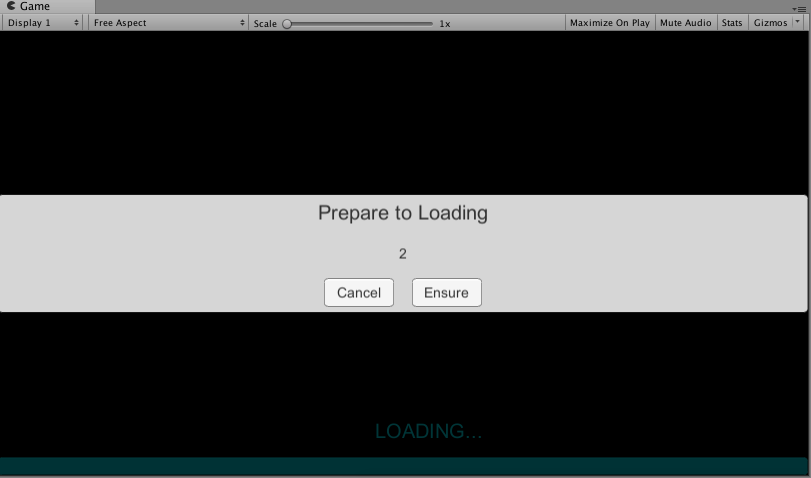 Game
Display 1 Free Aspect Scale 1x Maximize On Play Mute Audio Stats Gizmos
Prepare to Loading
2
Cancel Ensure
LOADING...